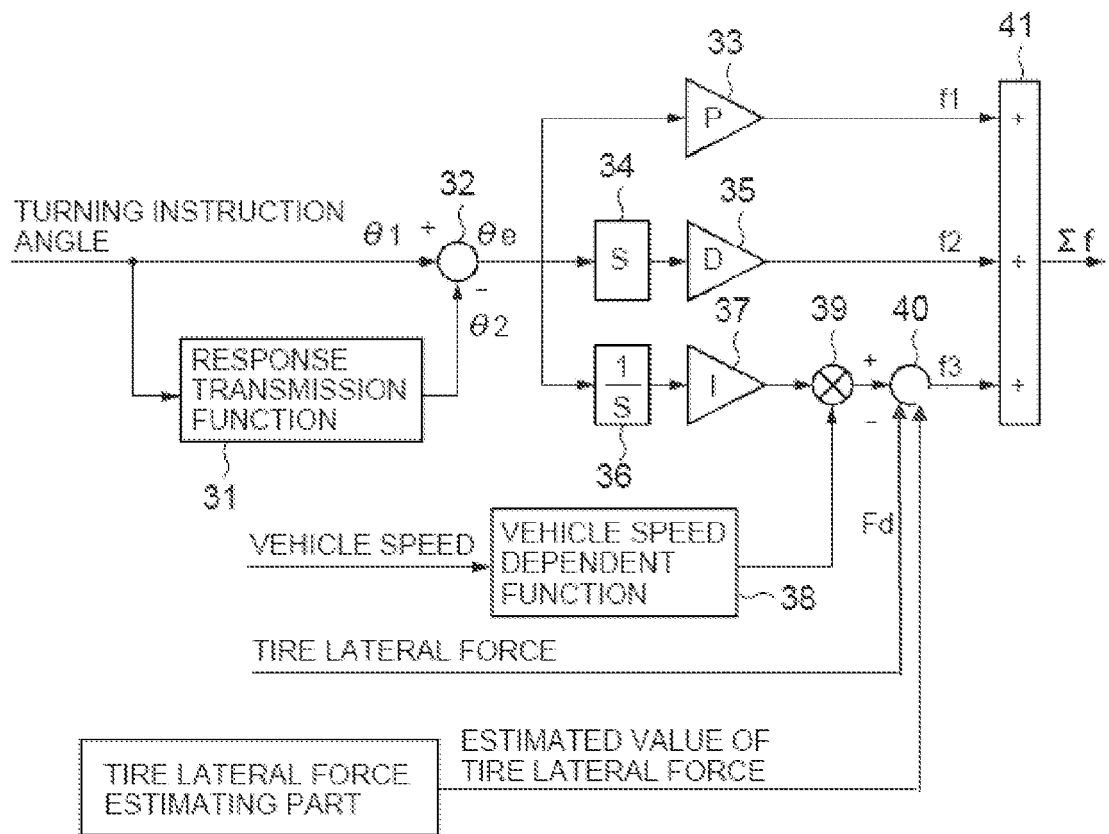 41
33
P
f1
+
34
35
32
TURNING INSTRUCTION
ANGLE
θ1
+
θe
S
D
f2
+
Σf
−
θ2
37
39
40
RESPONSE
TRANSMISSION
FUNCTION
1
S
I
+
f3
+
−
31
36
Fd
VEHICLE SPEED
VEHICLE SPEED
DEPENDENT
FUNCTION
38
TIRE LATERAL FORCE
ESTIMATED VALUE OF
TIRE LATERAL FORCE
TIRE LATERAL FORCE
ESTIMATING PART